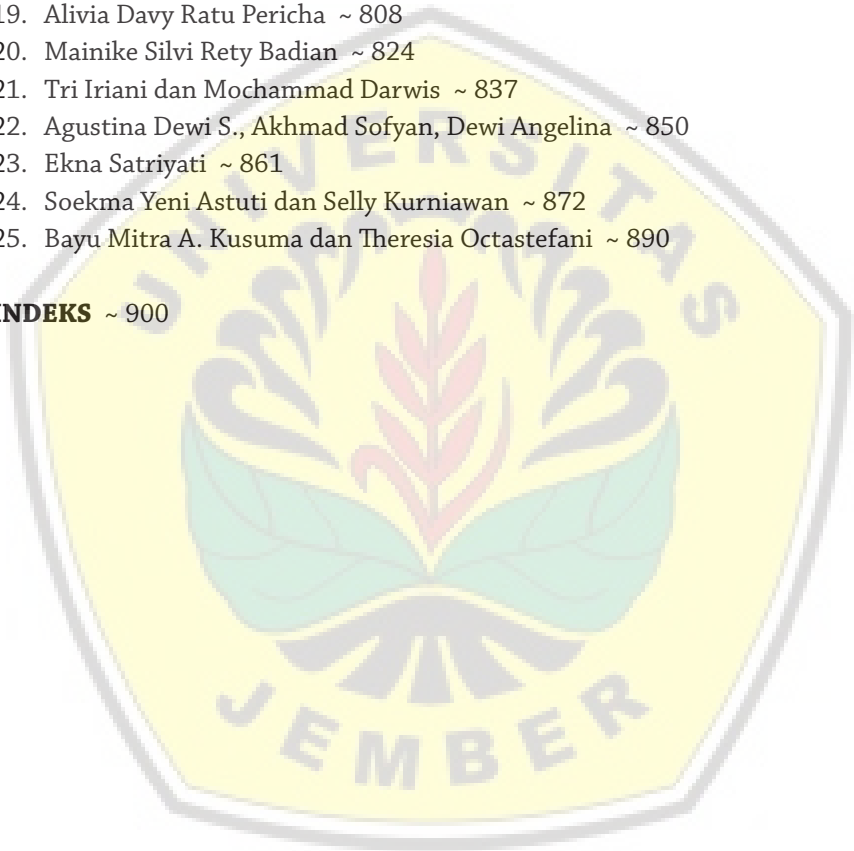 19. Alivia Davy Ratu Pericha ~ 808
20. Mainike Silvi Rety Badian ~ 824
21. Tri Iriani dan Mochammad Darwis ~ 837
22. Agustina Dewi S., Akhmad Sofyan, Dewi Angelina ~ 850
23. Ekna Satriyati ~ 861
24. Soekma Yeni Astuti dan Selly Kurniawan ~ 872
25. Bayu Mitra A. Kusuma dan Theresia Octastefani ~ 890
INDEKS ~ 900
UNIVERSITAS
JEMBER